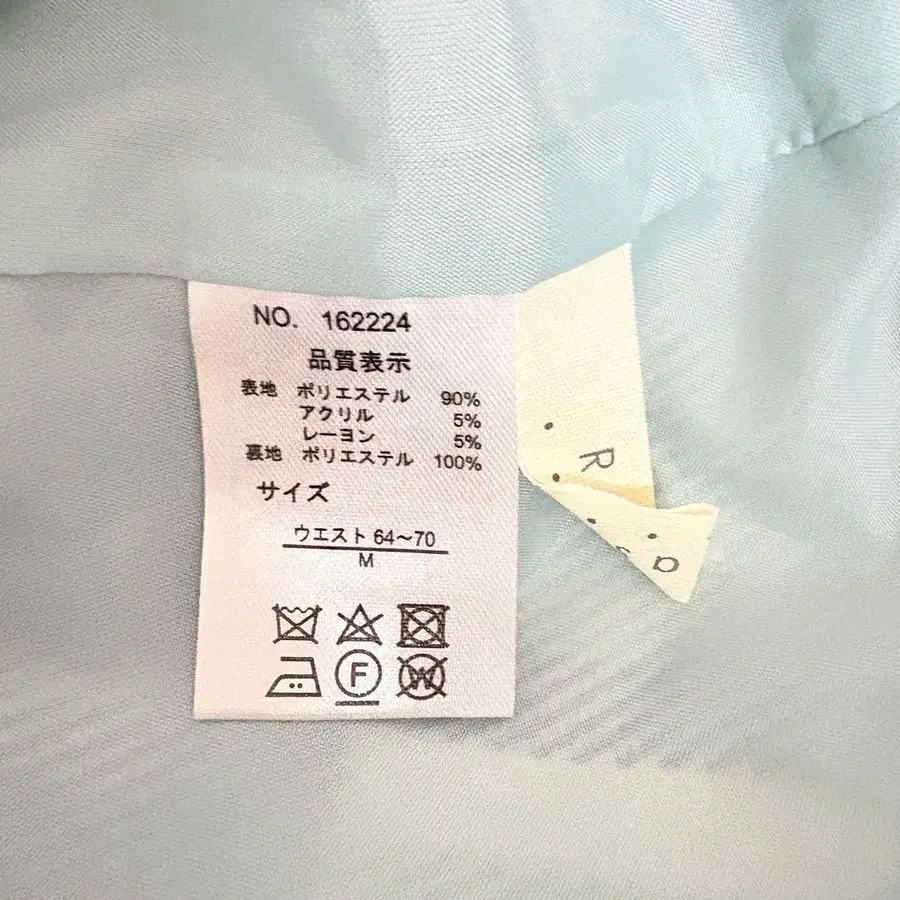 NO. 162224
品質表示
表地 ポリエステル 90%
アクリル 5%
レーヨン 5%
裏地 ポリエステル 100%
サイズ
ウエスト 64～70
M
F
W
R
a